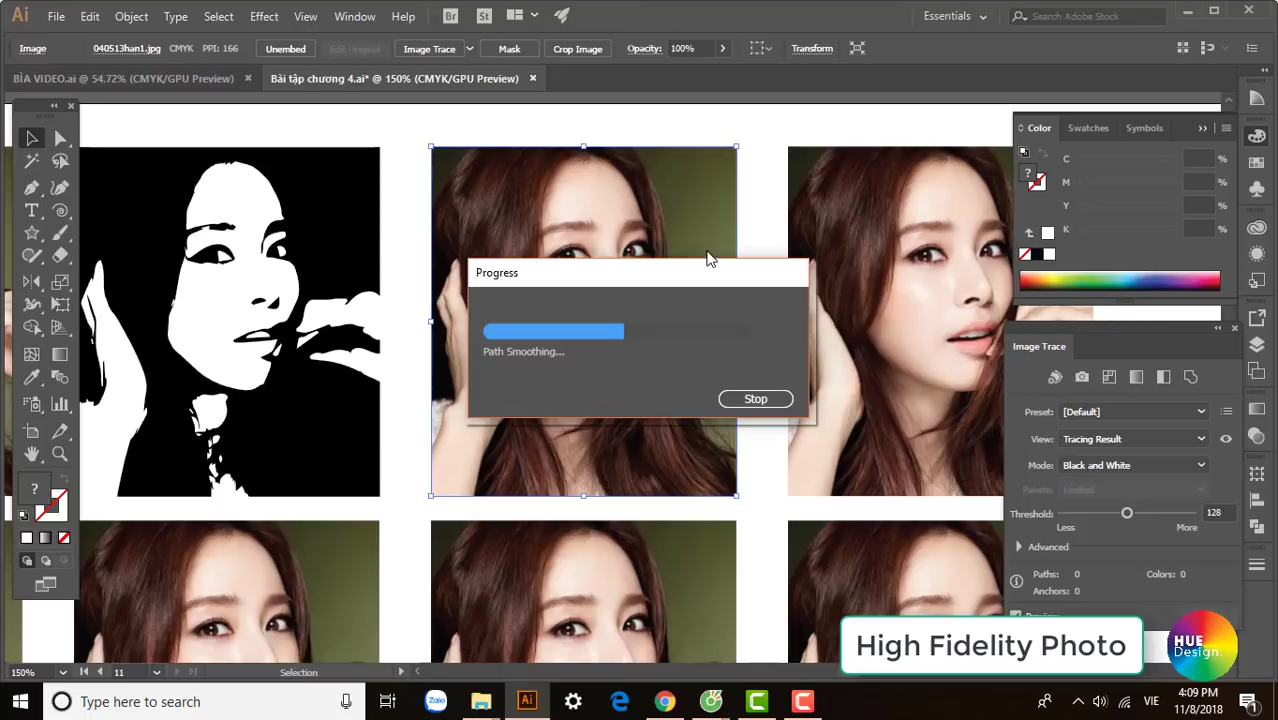 Ai File Edit Object Type Select Effect View Window Help Br St Essentials Search Adobe Stock
Image 040513han1.jpg CMYK PPI: 166 Unembed Edit Original Image Trace Mask Crop Image Opacity: 100% Transform
BÌA VIDEO.ai @ 54.72% (CMYK/GPU Preview) Bài tập chương 4.ai* @ 150% (CMYK/GPU Preview)
Color Swatches Symbols
C %
M %
Y %
K %
Progress
Path Smoothing...
Stop
Image Trace
Preset: [Default]
View: Tracing Result
Mode: Black and White
Palette: Limited
Threshold: 128
Less More
Advanced
Paths: 0 Colors: 0
Anchors: 0
High Fidelity Photo
HUE
Design.
150% 11 Selection
Type here to search Zalo Ai VIE 4:09 PM
11/8/2018